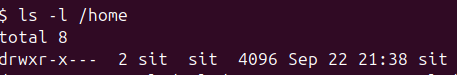 $ ls -l /home
total 8
drwxr-x---  2 sit  sit  4096 Sep 22 21:38 sit